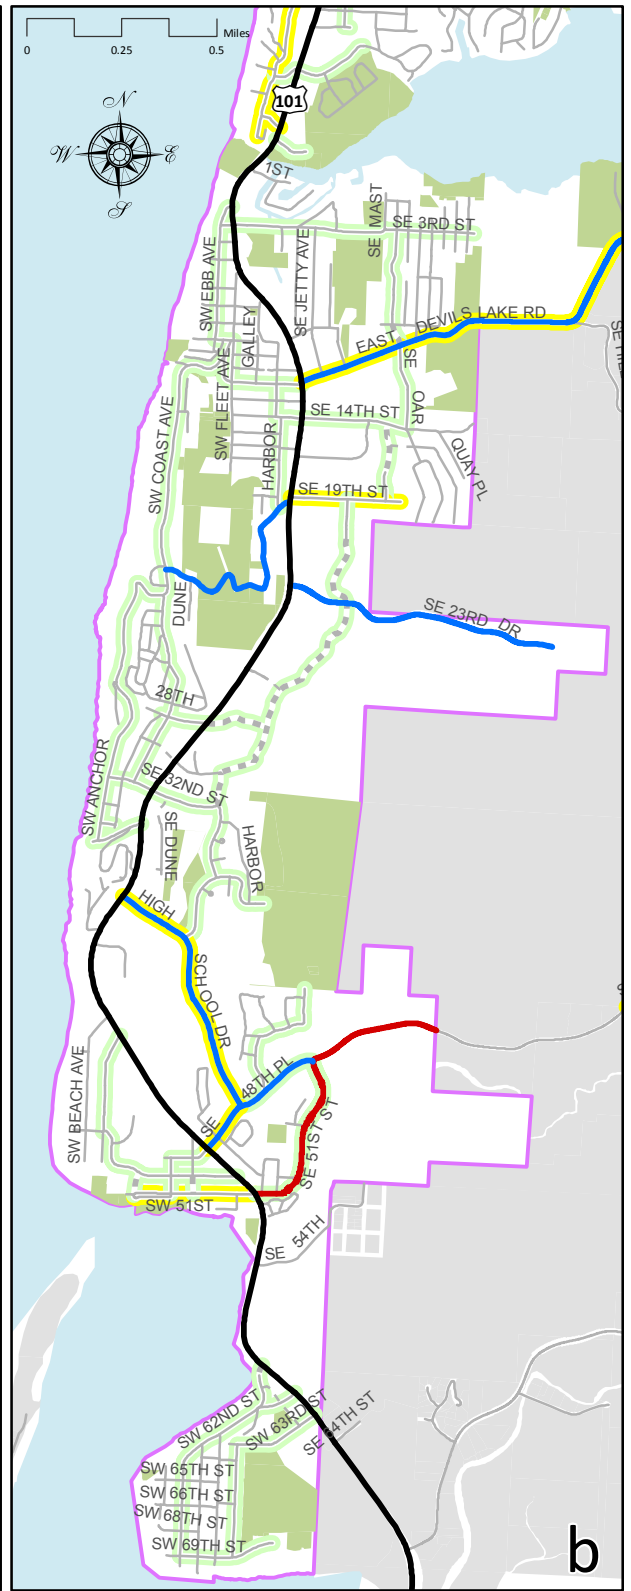 Miles
0 0.25 0.5
N
W E
S
101
1ST
SE MAST
SE 3RD ST
SW EBB AVE
SE JETTY AVE
GALLEY
EAST DEVILS LAKE RD
SE OAR
SW FLEET AVE
SE 14TH ST
SW COAST AVE
HARBOR
QUAY PL
SE 19TH ST
DUNE
SE 23RD DR
28TH
SW ANCHOR
SE 32ND ST
SE DUNE
HARBOR
HIGH SCHOOL DR
SW BEACH AVE
SE 48TH PL
SE 51ST ST
SW 51ST
SE 54TH
SW 62ND ST
SW 63RD ST
SE 64TH ST
SW 65TH ST
SW 66TH ST
SW 68TH ST
SW 69TH ST
b